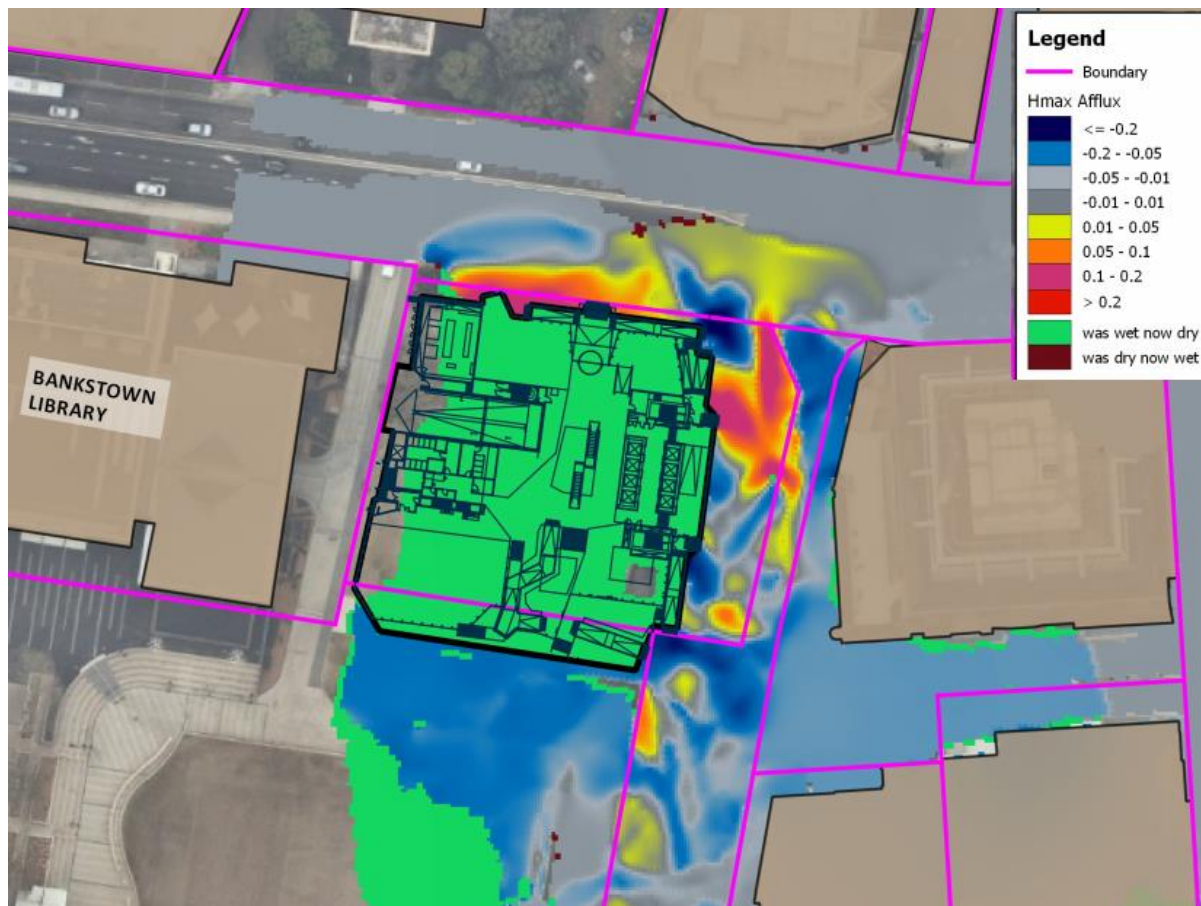 Legend
Boundary
Hmax Afflux
<= -0.2
-0.2 - -0.05
-0.05 - -0.01
-0.01 - 0.01
0.01 - 0.05
0.05 - 0.1
0.1 - 0.2
> 0.2
was wet now dry
was dry now wet
BANKSTOWN
LIBRARY